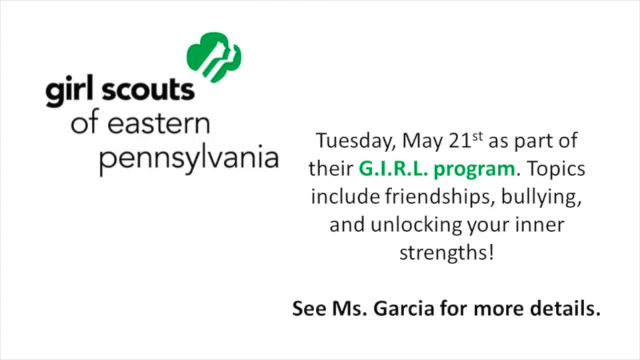 girl scouts
of eastern
pennsylvania
Tuesday, May 21st as part of
their G.I.R.L. program. Topics
include friendships, bullying,
and unlocking your inner
strengths!
See Ms. Garcia for more details.